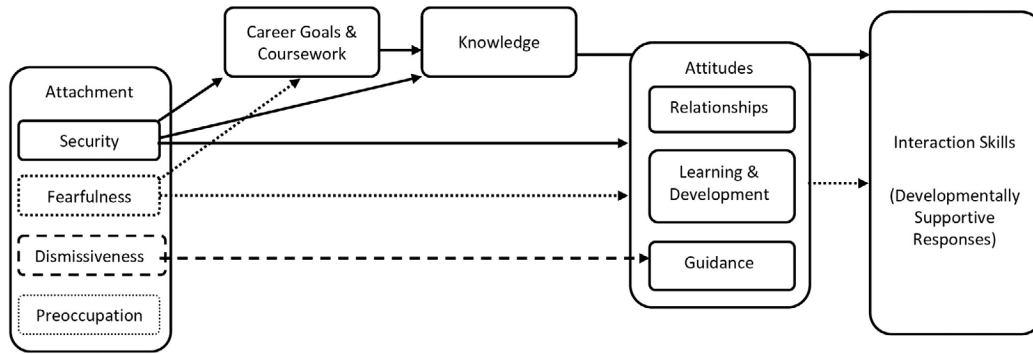 Career Goals &
Coursework
Knowledge
Attachment
Security
Fearfulness
Dismissiveness
Preoccupation
Attitudes
Relationships
Learning &
Development
Guidance
Interaction Skills
(Developmentally
Supportive
Responses)